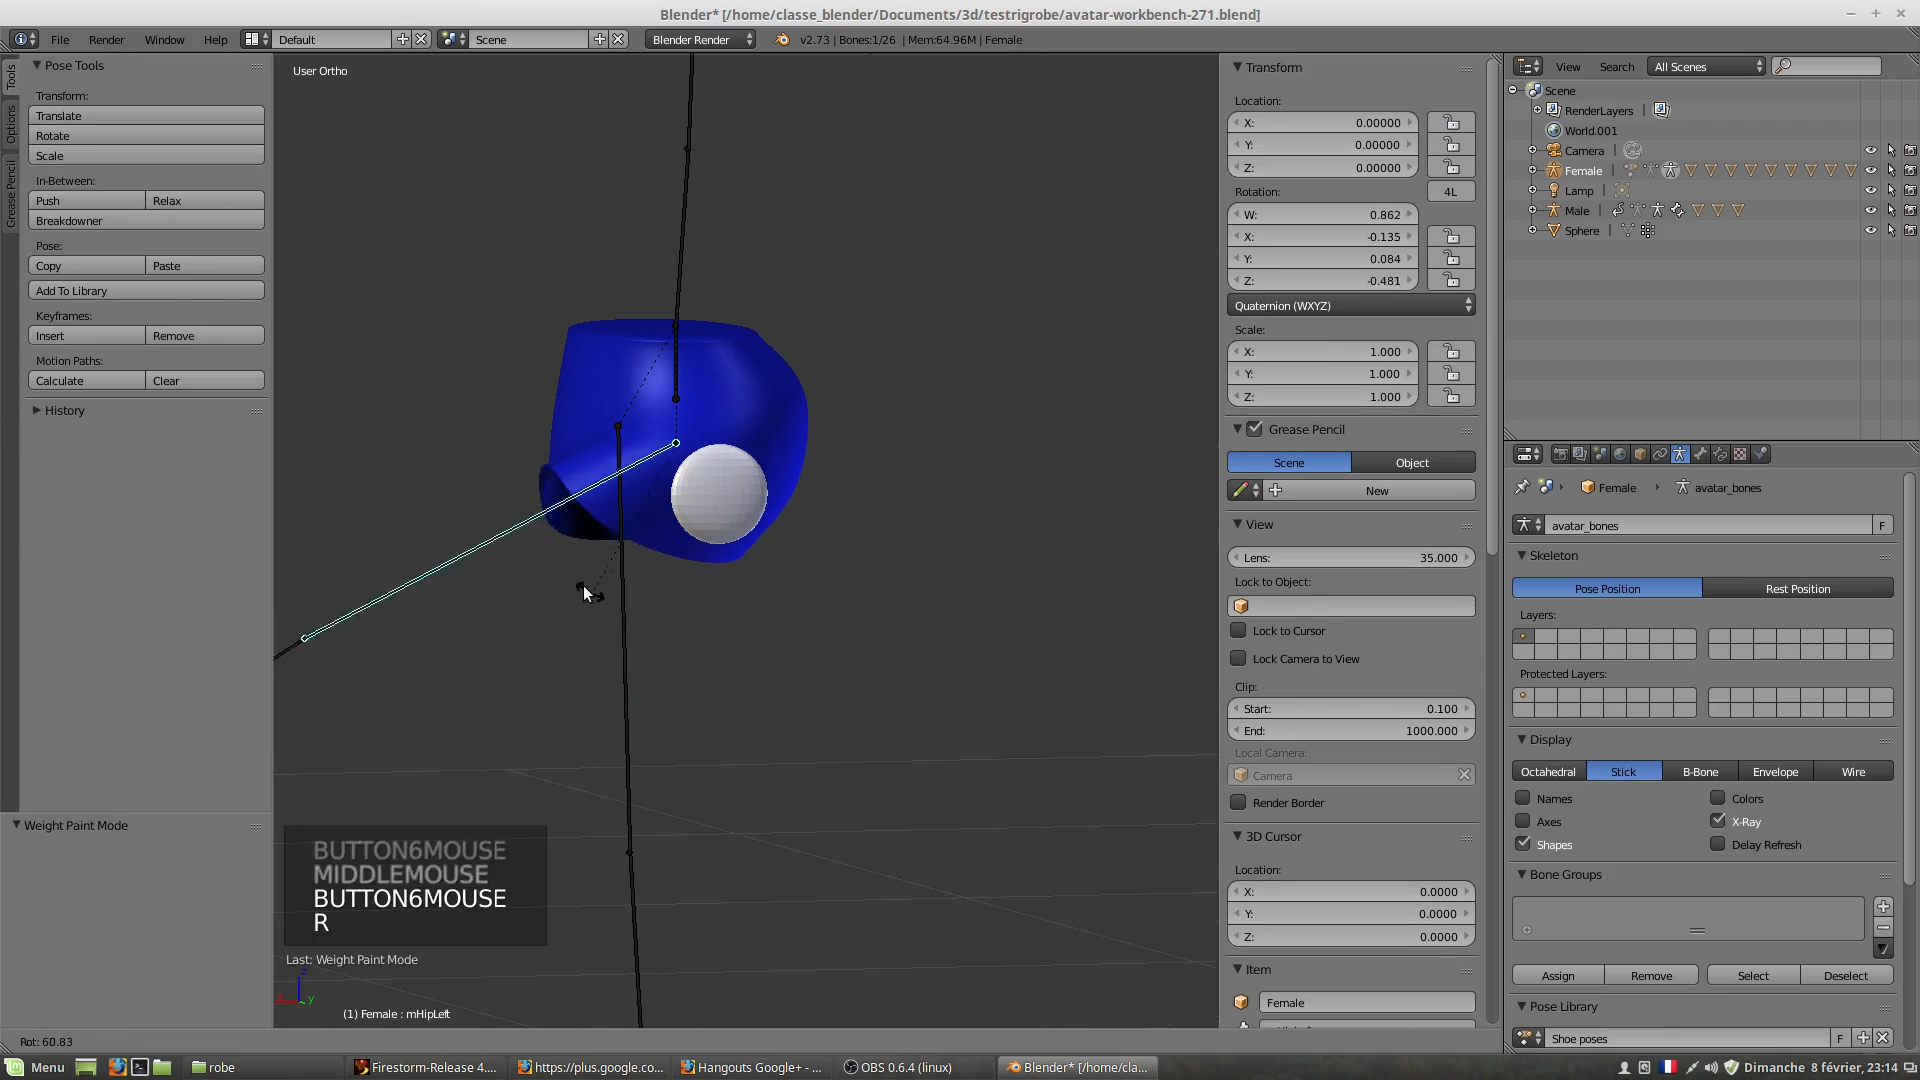 Blender* [/home/classe_blender/Documents/3d/testrigrobe/avatar-workbench-271.blend]
File Render Window Help Default Scene Blender Render v2.73 | Bones:1/26 | Mem:64.96M | Female
Tools
Options
Grease Pencil
Pose Tools
Transform:
Translate
Rotate
Scale
In-Between:
Push Relax
Breakdowner
Pose:
Copy Paste
Add To Library
Keyframes:
Insert Remove
Motion Paths:
Calculate Clear
History
Weight Paint Mode
User Ortho
BUTTON6MOUSE
MIDDLEMOUSE
BUTTON6MOUSE
R
Last: Weight Paint Mode
z
x y
(1) Female : mHipLeft
Rot: 60.83
Transform
Location:
X: 0.00000
Y: 0.00000
Z: 0.00000
Rotation: 4L
W: 0.862
X: -0.135
Y: 0.084
Z: -0.481
Quaternion (WXYZ)
Scale:
X: 1.000
Y: 1.000
Z: 1.000
Grease Pencil
Scene Object
New
View
Lens: 35.000
Lock to Object:
Lock to Cursor
Lock Camera to View
Clip:
Start: 0.100
End: 1000.000
Local Camera:
Camera
Render Border
3D Cursor
Location:
X: 0.0000
Y: 0.0000
Z: 0.0000
Item
Female
View Search All Scenes
Scene
RenderLayers |
World.001
Camera |
Female |
Lamp |
Male |
Sphere |
Female avatar_bones
avatar_bones F
Skeleton
Pose Position Rest Position
Layers:
Protected Layers:
Display
Octahedral Stick B-Bone Envelope Wire
Names Colors
Axes X-Ray
Shapes Delay Refresh
Bone Groups
Assign Remove Select Deselect
Pose Library
Shoe poses F
Menu robe Firestorm-Release 4.... https://plus.google.co... Hangouts Google+ - ... OBS 0.6.4 (linux) Blender* [/home/cla... Dimanche 8 février, 23:14